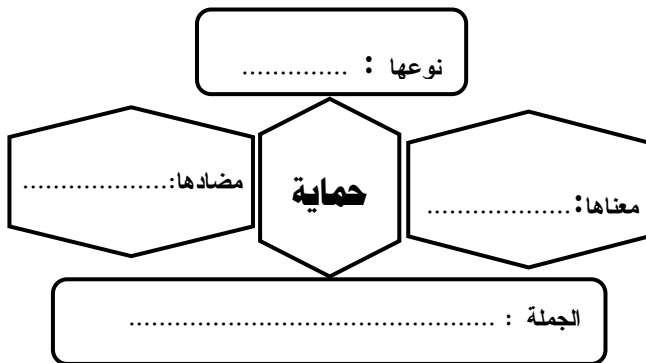 نوعها : ..............
حماية
معناها:...................
مضادها:...................
الجملة : ................................................